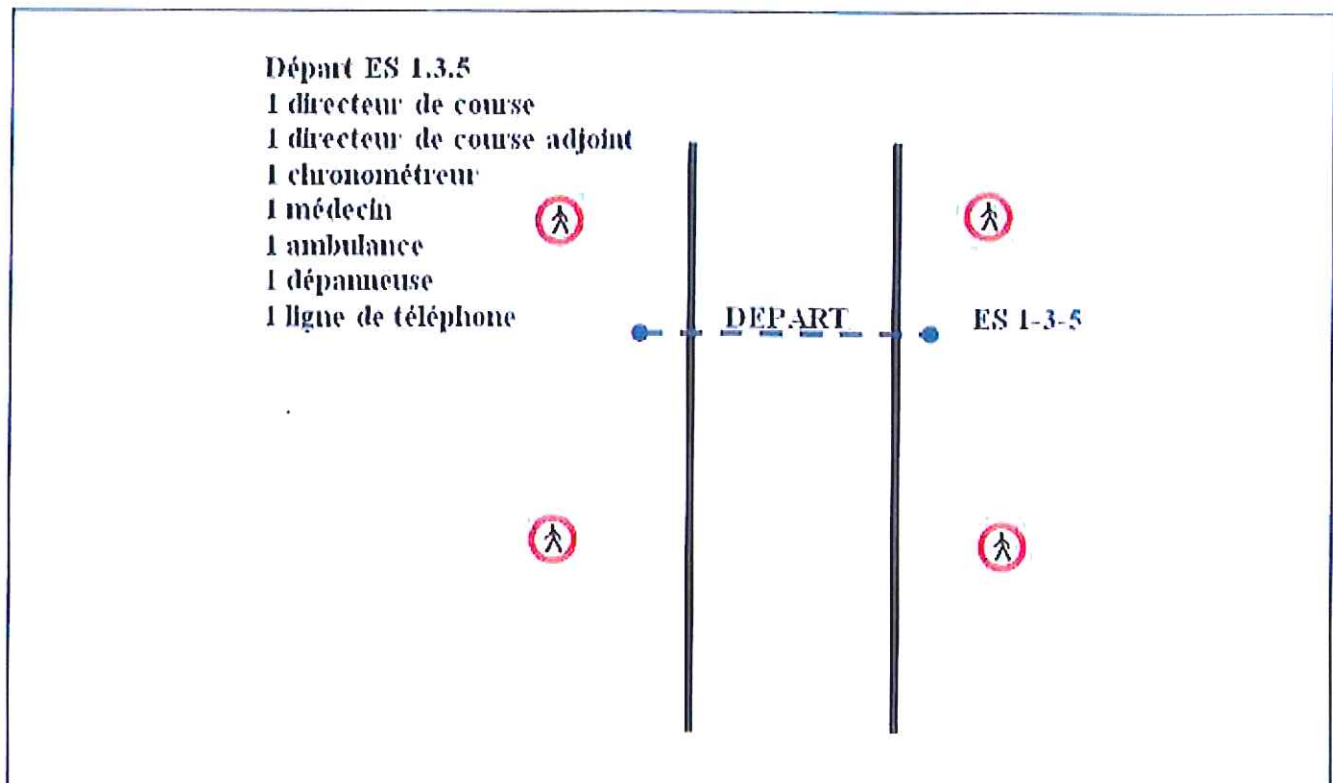 Départ ES 1.3.5
1 directeur de course
1 directeur de course adjoint
1 chronométreur
1 médecin
1 ambulance
1 dépanneuse
1 ligne de téléphone
DEPART
ES 1-3-5